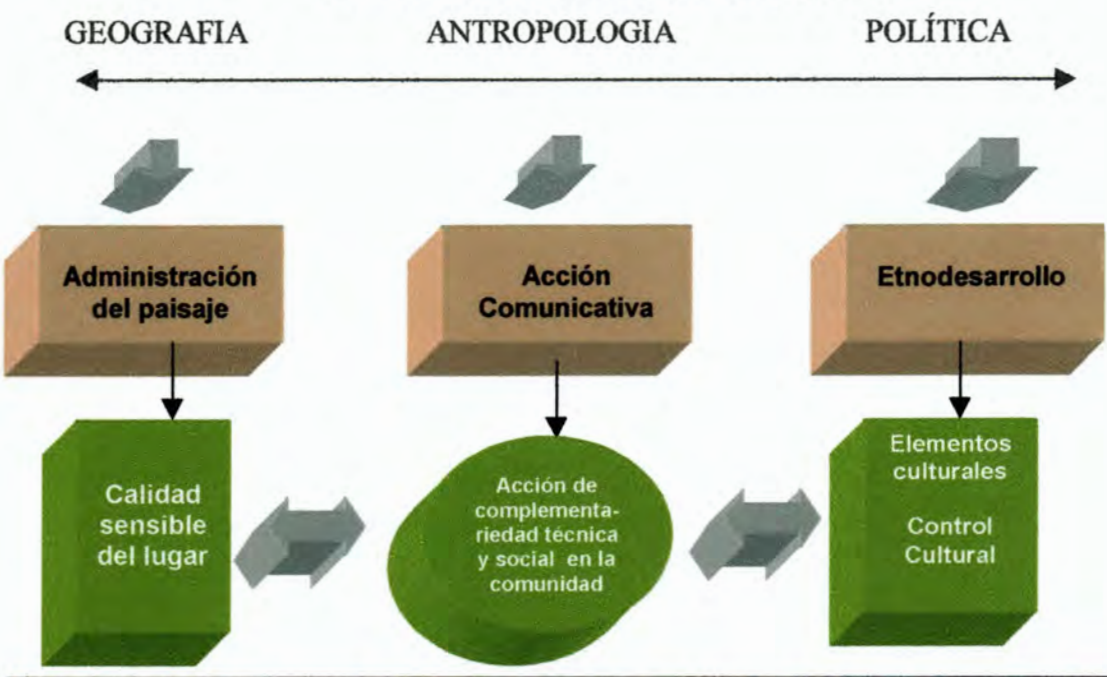 GEOGRAFIA
ANTROPOLOGIA
POLÍTICA
Administración
del paisaje
Acción
Comunicativa
Etnodesarrollo
Calidad
sensible
del lugar
Acción de
complementa-
riedad técnica
y social en la
comunidad
Elementos
culturales
Control
Cultural